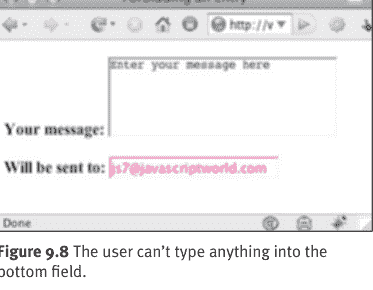 http://v
Enter your message here
Your message:
Will be sent to: js7@javascriptworld.com
Done
Figure 9.8 The user can't type anything into the
bottom field.